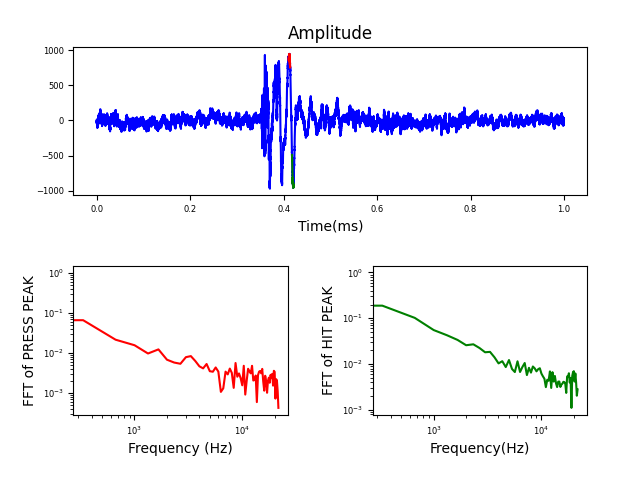 Amplitude
1000
500
0
−500
−1000
0.0 0.2 0.4 0.6 0.8 1.0
Time(ms)
FFT of PRESS PEAK
10⁰
10⁻¹
10⁻²
10⁻³
10³ 10⁴
Frequency (Hz)
FFT of HIT PEAK
10⁰
10⁻¹
10⁻²
10⁻³
10³ 10⁴
Frequency(Hz)